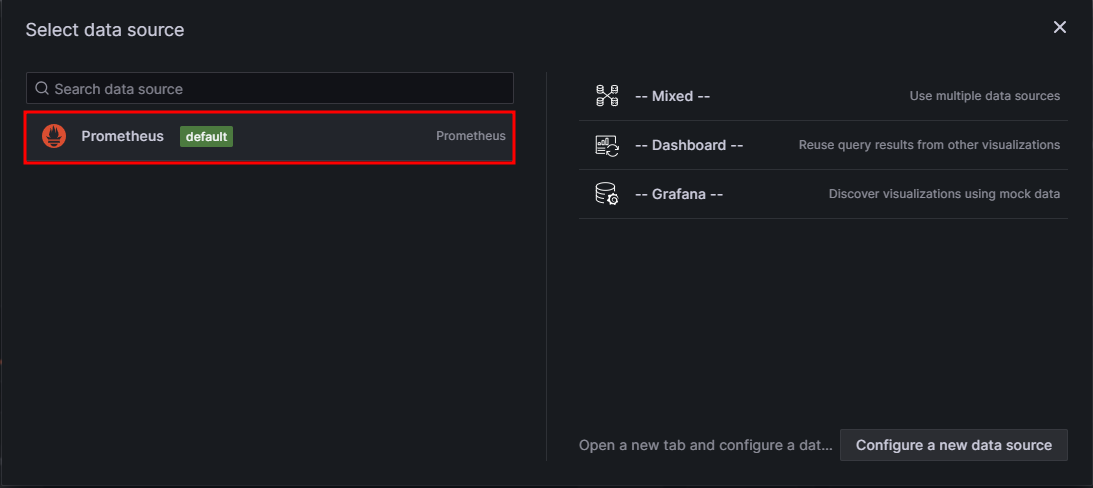 Select data source
Search data source
Prometheus default Prometheus
-- Mixed -- Use multiple data sources
-- Dashboard -- Reuse query results from other visualizations
-- Grafana -- Discover visualizations using mock data
Open a new tab and configure a dat... Configure a new data source